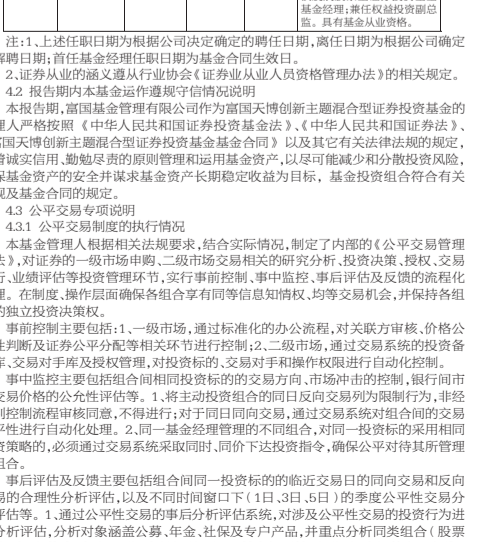 基金经理;兼任权益投资副总
监。具有基金从业资格。
注:1、上述任职日期为根据公司决定确定的聘任日期,离任日期为根据公司确定
解聘日期;首任基金经理任职日期为基金合同生效日。
2、证券从业的涵义遵从行业协会《证券业从业人员资格管理办法》的相关规定。
4.2 报告期内本基金运作遵规守信情况说明
本报告期,富国基金管理有限公司作为富国天博创新主题混合型证券投资基金的
理人严格按照《中华人民共和国证券投资基金法》、《中华人民共和国证券法》、
富国天博创新主题混合型证券投资基金基金合同》以及其它有关法律法规的规定,
着诚实信用、勤勉尽责的原则管理和运用基金资产,以尽可能减少和分散投资风险,
保基金资产的安全并谋求基金资产长期稳定收益为目标,基金投资组合符合有关
规及基金合同的规定。
4.3 公平交易专项说明
4.3.1 公平交易制度的执行情况
本基金管理人根据相关法规要求,结合实际情况,制定了内部的《公平交易管理
法》,对证券的一级市场申购、二级市场交易相关的研究分析、投资决策、授权、交易
行、业绩评估等投资管理环节,实行事前控制、事中监控、事后评估及反馈的流程化
理。在制度、操作层面确保各组合享有同等信息知情权、均等交易机会,并保持各组
的独立投资决策权。
事前控制主要包括:1、一级市场,通过标准化的办公流程,对关联方审核、价格公
性判断及证券公平分配等相关环节进行控制;2、二级市场,通过交易系统的投资备
库、交易对手库及授权管理,对投资标的、交易对手和操作权限进行自动化控制。
事中监控主要包括组合间相同投资标的的交易方向、市场冲击的控制,银行间市
交易价格的公允性评估等。1、将主动投资组合的同日反向交易列为限制行为,非经
别控制流程审核同意,不得进行;对于同日同向交易,通过交易系统对组合间的交易
平性进行自动化处理。2、同一基金经理管理的不同组合,对同一投资标的采用相同
资策略的,必须通过交易系统采取同时、同价下达投资指令,确保公平对待其所管理
组合。
事后评估及反馈主要包括组合间同一投资标的的临近交易日的同向交易和反向
易的合理性分析评估,以及不同时间窗口下(1日、3日、5日)的季度公平性交易分
评估等。1、通过公平性交易的事后分析评估系统,对涉及公平性交易的投资行为进
分析评估,分析对象涵盖公募、年金、社保及专户产品,并重点分析同类组合(股票